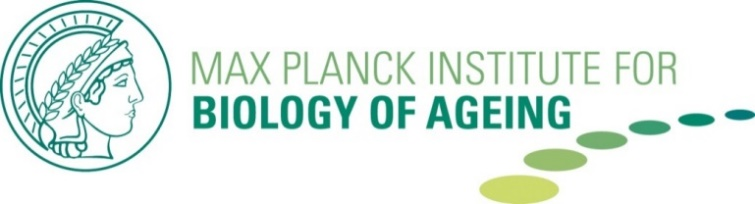 MAX PLANCK INSTITUTE FOR
BIOLOGY OF AGEING